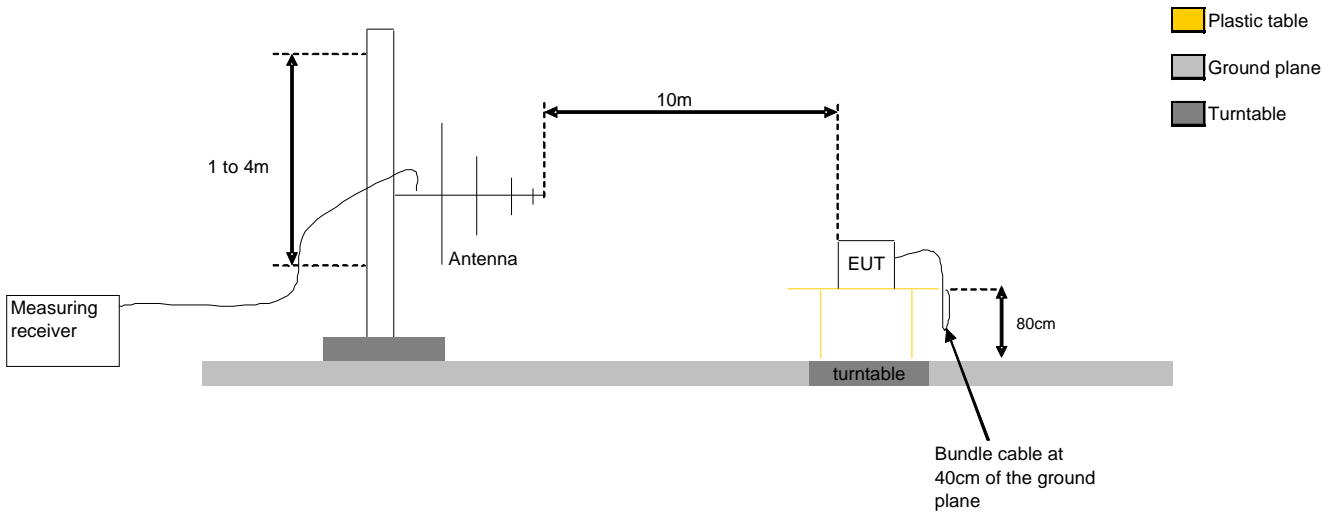 Plastic table
Ground plane
Turntable
10m
1 to 4m
Antenna
EUT
Measuring
receiver
80cm
turntable
Bundle cable at
40cm of the ground
plane